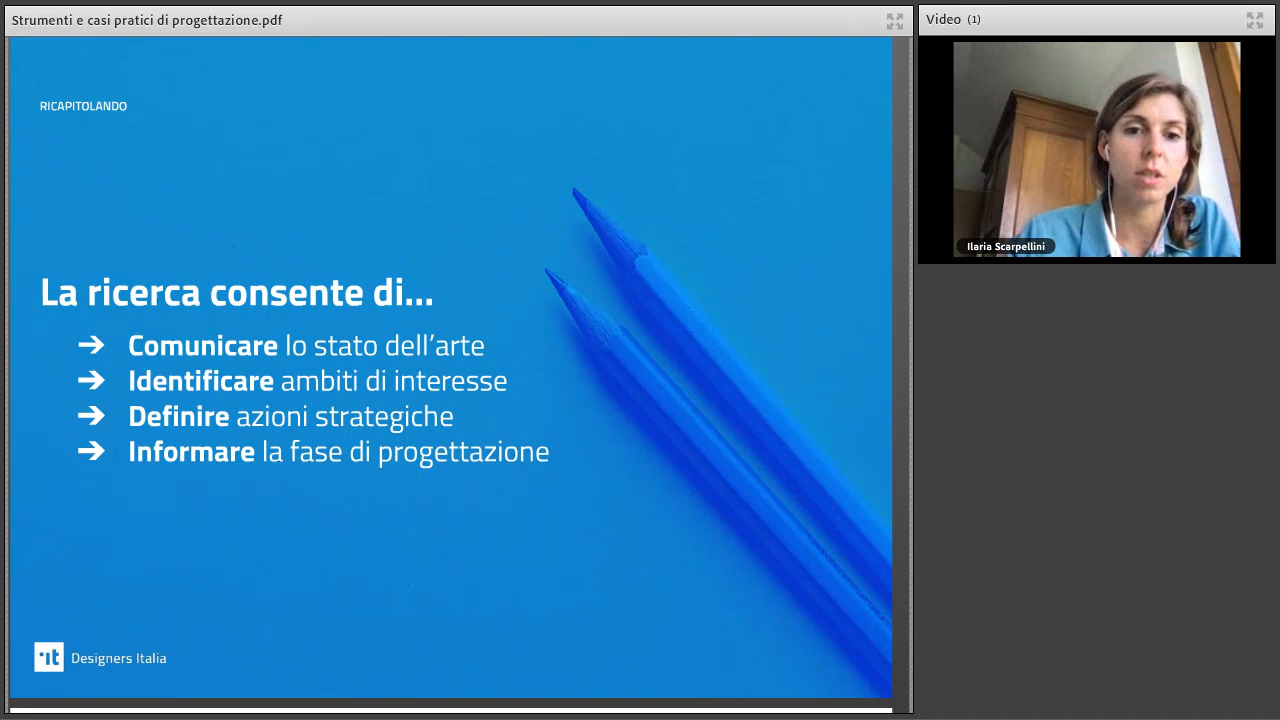 Strumenti e casi pratici di progettazione.pdf
Video (1)
RICAPITOLANDO
La ricerca consente di...
➔ Comunicare lo stato dell’arte
➔ Identificare ambiti di interesse
➔ Definire azioni strategiche
➔ Informare la fase di progettazione
.it Designers Italia
Ilaria Scarpellini